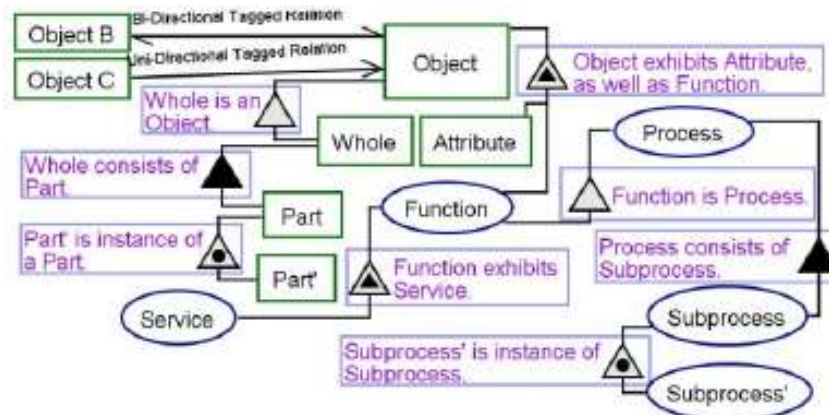 Bi-Directional Tagged Relation
Object B
Uni-Directional Tagged Relation
Object C
Object
Object exhibits Attribute,
as well as Function.
Whole is an
Object.
Whole
Attribute
Process
Whole consists of
Part.
Function
Function is Process.
Part
Part' is instance of
a Part.
Part'
Function exhibits
Service.
Process consists of
Subprocess.
Service
Subprocess
Subprocess' is instance of
Subprocess.
Subprocess'